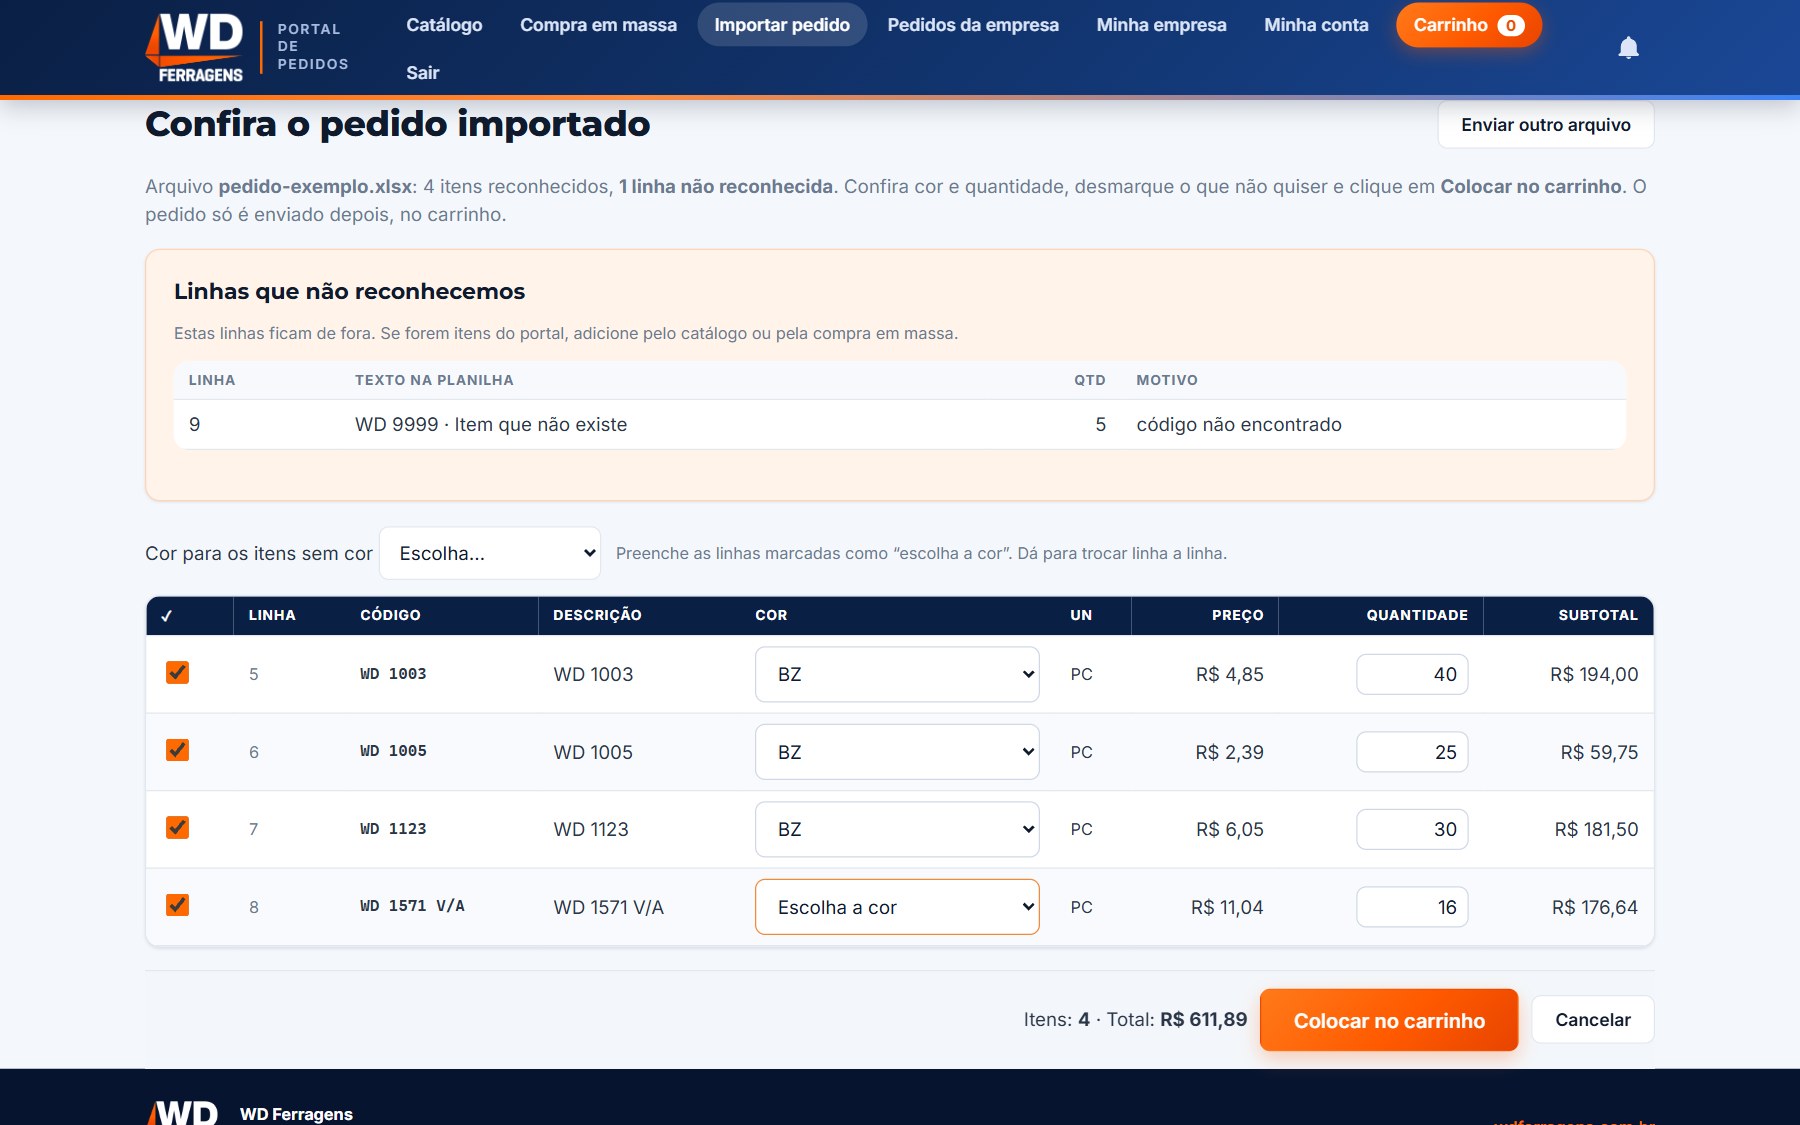 WD
FERRAGENS
PORTAL
DE
PEDIDOS
Catálogo
Compra em massa
Importar pedido
Pedidos da empresa
Minha empresa
Minha conta
Carrinho 0
Sair
Confira o pedido importado
Enviar outro arquivo
Arquivo pedido-exemplo.xlsx: 4 itens reconhecidos, 1 linha não reconhecida. Confira cor e quantidade, desmarque o que não quiser e clique em Colocar no carrinho. O
pedido só é enviado depois, no carrinho.
Linhas que não reconhecemos
Estas linhas ficam de fora. Se forem itens do portal, adicione pelo catálogo ou pela compra em massa.
LINHA TEXTO NA PLANILHA QTD MOTIVO
9 WD 9999 · Item que não existe 5 código não encontrado
Cor para os itens sem cor Escolha... Preenche as linhas marcadas como “escolha a cor”. Dá para trocar linha a linha.
✓ LINHA CÓDIGO DESCRIÇÃO COR UN PREÇO QUANTIDADE SUBTOTAL
5 WD 1003 WD 1003 BZ PC R$ 4,85 40 R$ 194,00
6 WD 1005 WD 1005 BZ PC R$ 2,39 25 R$ 59,75
7 WD 1123 WD 1123 BZ PC R$ 6,05 30 R$ 181,50
8 WD 1571 V/A WD 1571 V/A Escolha a cor PC R$ 11,04 16 R$ 176,64
Itens: 4 · Total: R$ 611,89 Colocar no carrinho Cancelar
WD
WD Ferragens